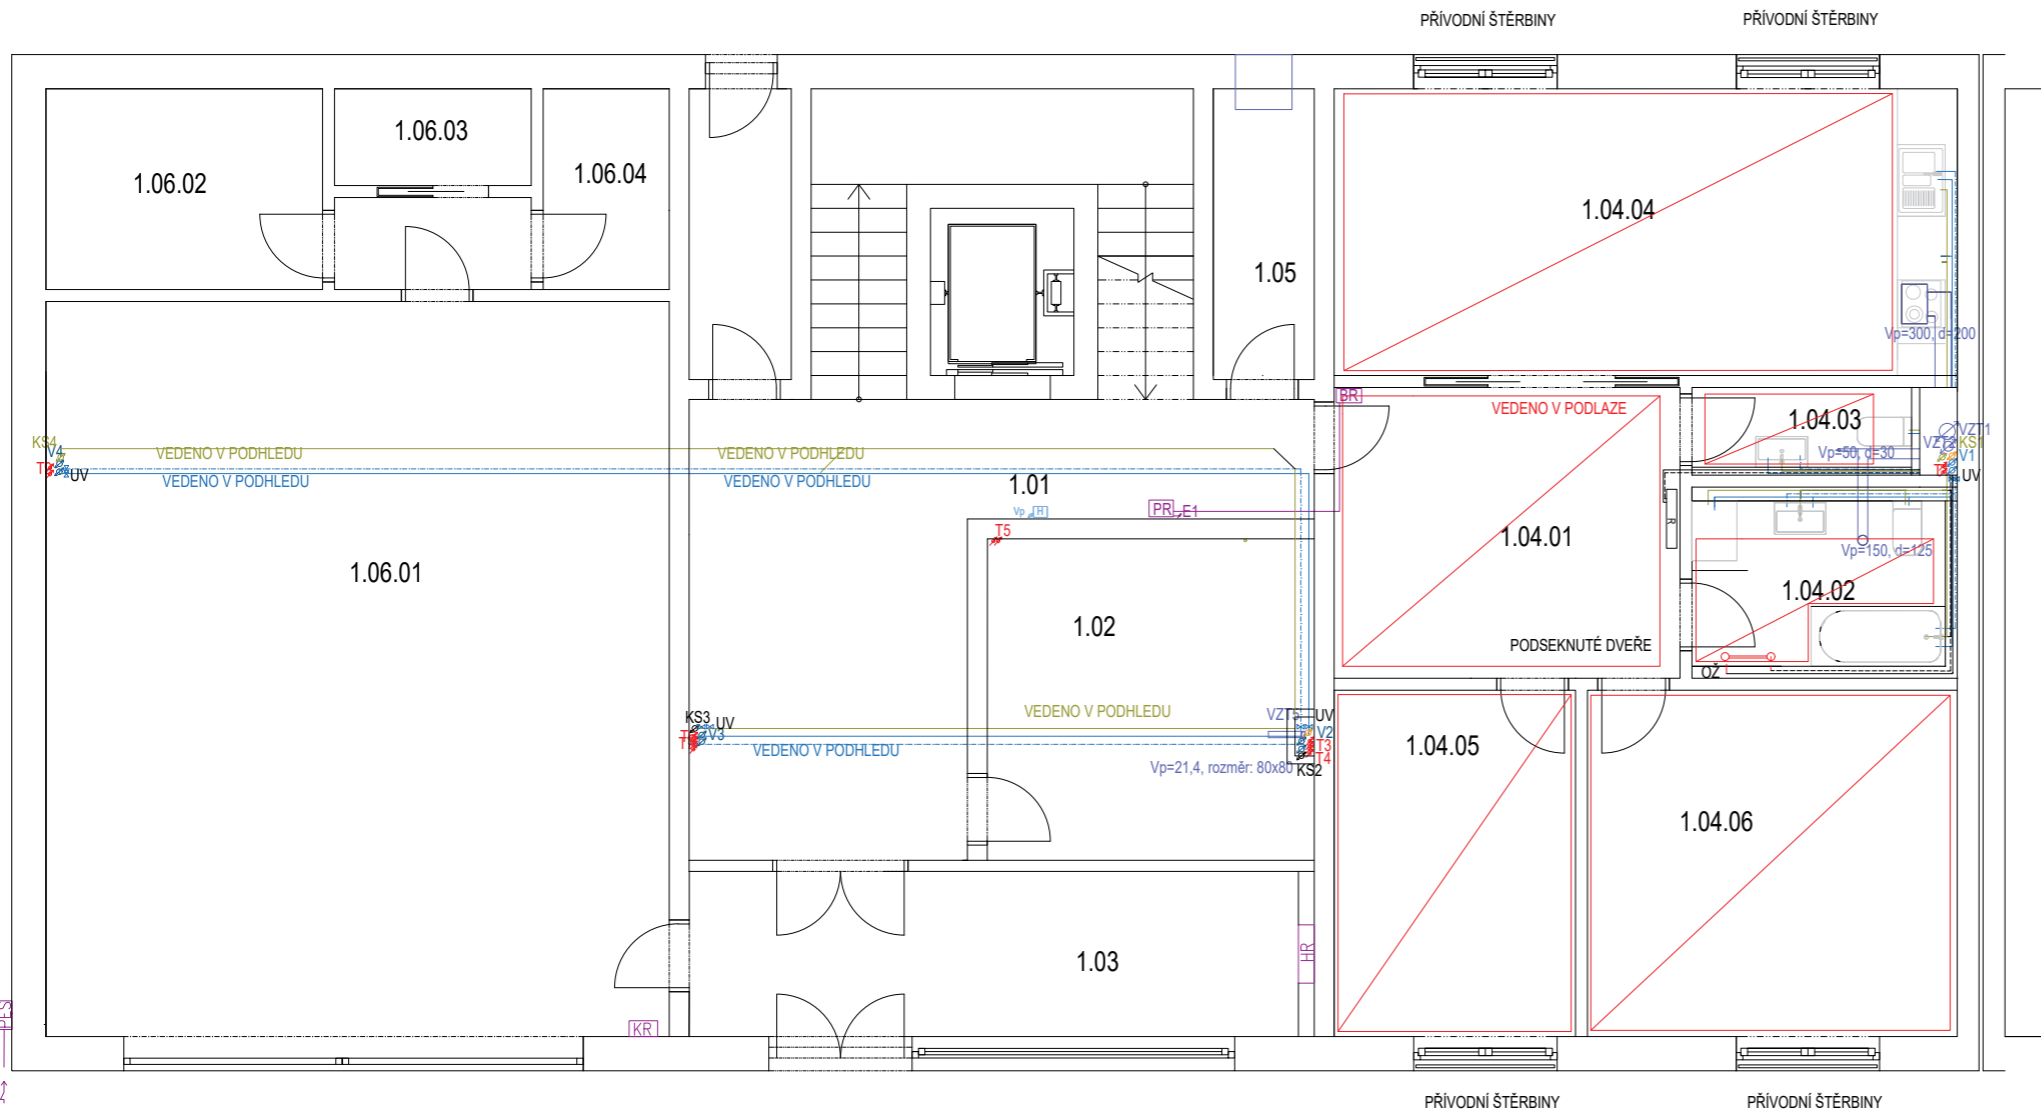 PŘÍVODNÍ ŠTĚRBINY
PŘÍVODNÍ ŠTĚRBINY
1.06.03
1.06.02
1.06.04
1.04.04
1.05
Vp=300, d=200
BR
VEDENO V PODLAZE
1.04.03
VZT1
VZT2
KS1
Vp=50, d=30
V1
UV
KS4
V4
UV
VEDENO V PODHLEDU
VEDENO V PODHLEDU
VEDENO V PODHLEDU
VEDENO V PODHLEDU
1.01
Vp
H
PR
E1
T5
R
1.04.01
Vp=150, d=125
1.06.01
1.04.02
1.02
PODSEKNUTÉ DVEŘE
OŽ
KS3
UV
V3
VEDENO V PODHLEDU
VEDENO V PODHLEDU
VZT5
UV
V2
T3
T4
KS2
Vp=21,4, rozměr: 80x80
1.04.05
1.04.06
1.03
HR
KR
PES
PŘÍVODNÍ ŠTĚRBINY
PŘÍVODNÍ ŠTĚRBINY